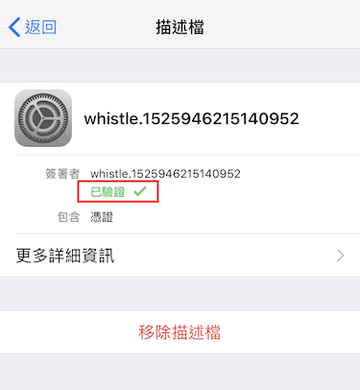 返回
描述檔
whistle.1525946215140952
簽署者 whistle.1525946215140952
已驗證
包含 憑證
更多詳細資訊
移除描述檔